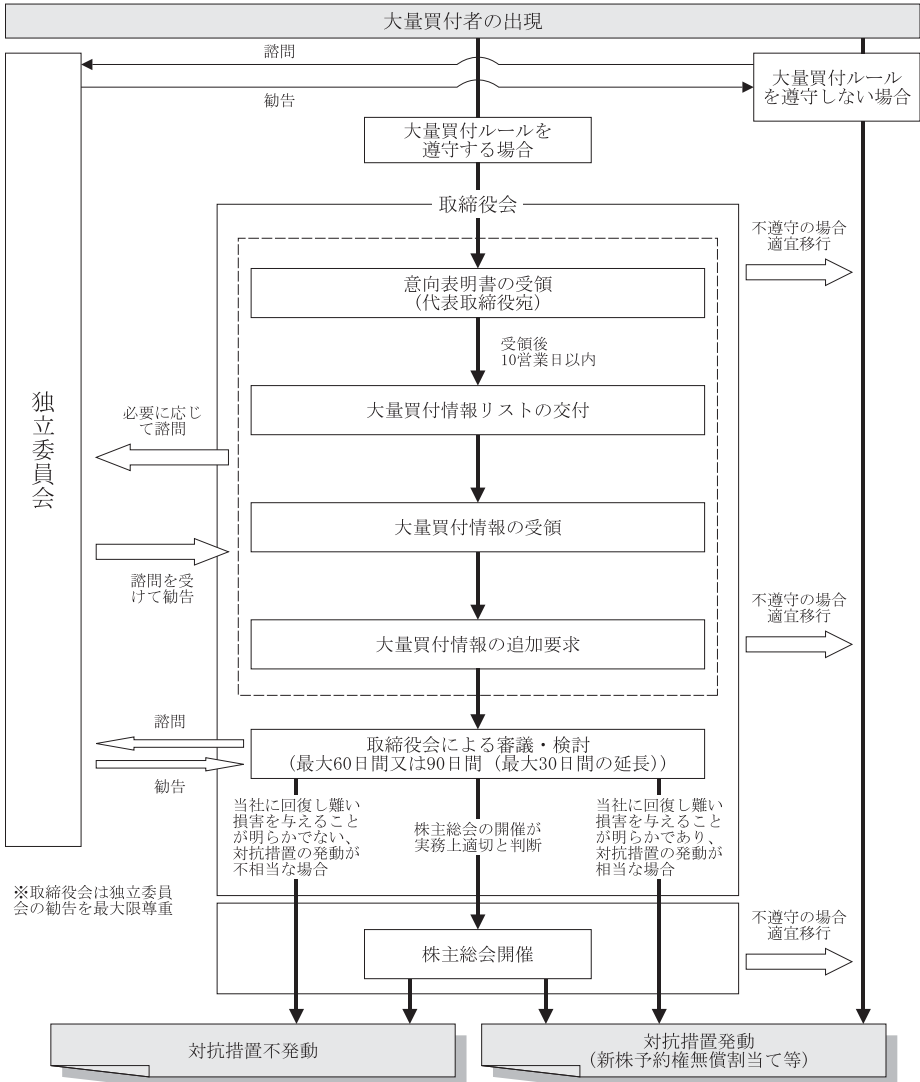 大量買付者の出現
諮問
勧告
大量買付ルール
を遵守しない場合
大量買付ルールを
遵守する場合
取締役会
不遵守の場合
適宜移行
意向表明書の受領
(代表取締役宛)
受領後
10営業日以内
独立委員会
必要に応じ
て諮問
大量買付情報リストの交付
大量買付情報の受領
諮問を受
けて勧告
不遵守の場合
適宜移行
大量買付情報の追加要求
諮問
勧告
取締役会による審議・検討
(最大60日間又は90日間(最大30日間の延長))
当社に回復し難い
損害を与えること
が明らかでない、
対抗措置の発動が
不相当な場合
株主総会の開催が
実務上適切と判断
当社に回復し難い
損害を与えること
が明らかであり、
対抗措置の発動が
相当な場合
※取締役会は独立委員
会の勧告を最大限尊重
不遵守の場合
適宜移行
株主総会開催
対抗措置不発動
対抗措置発動
(新株予約権無償割当て等)